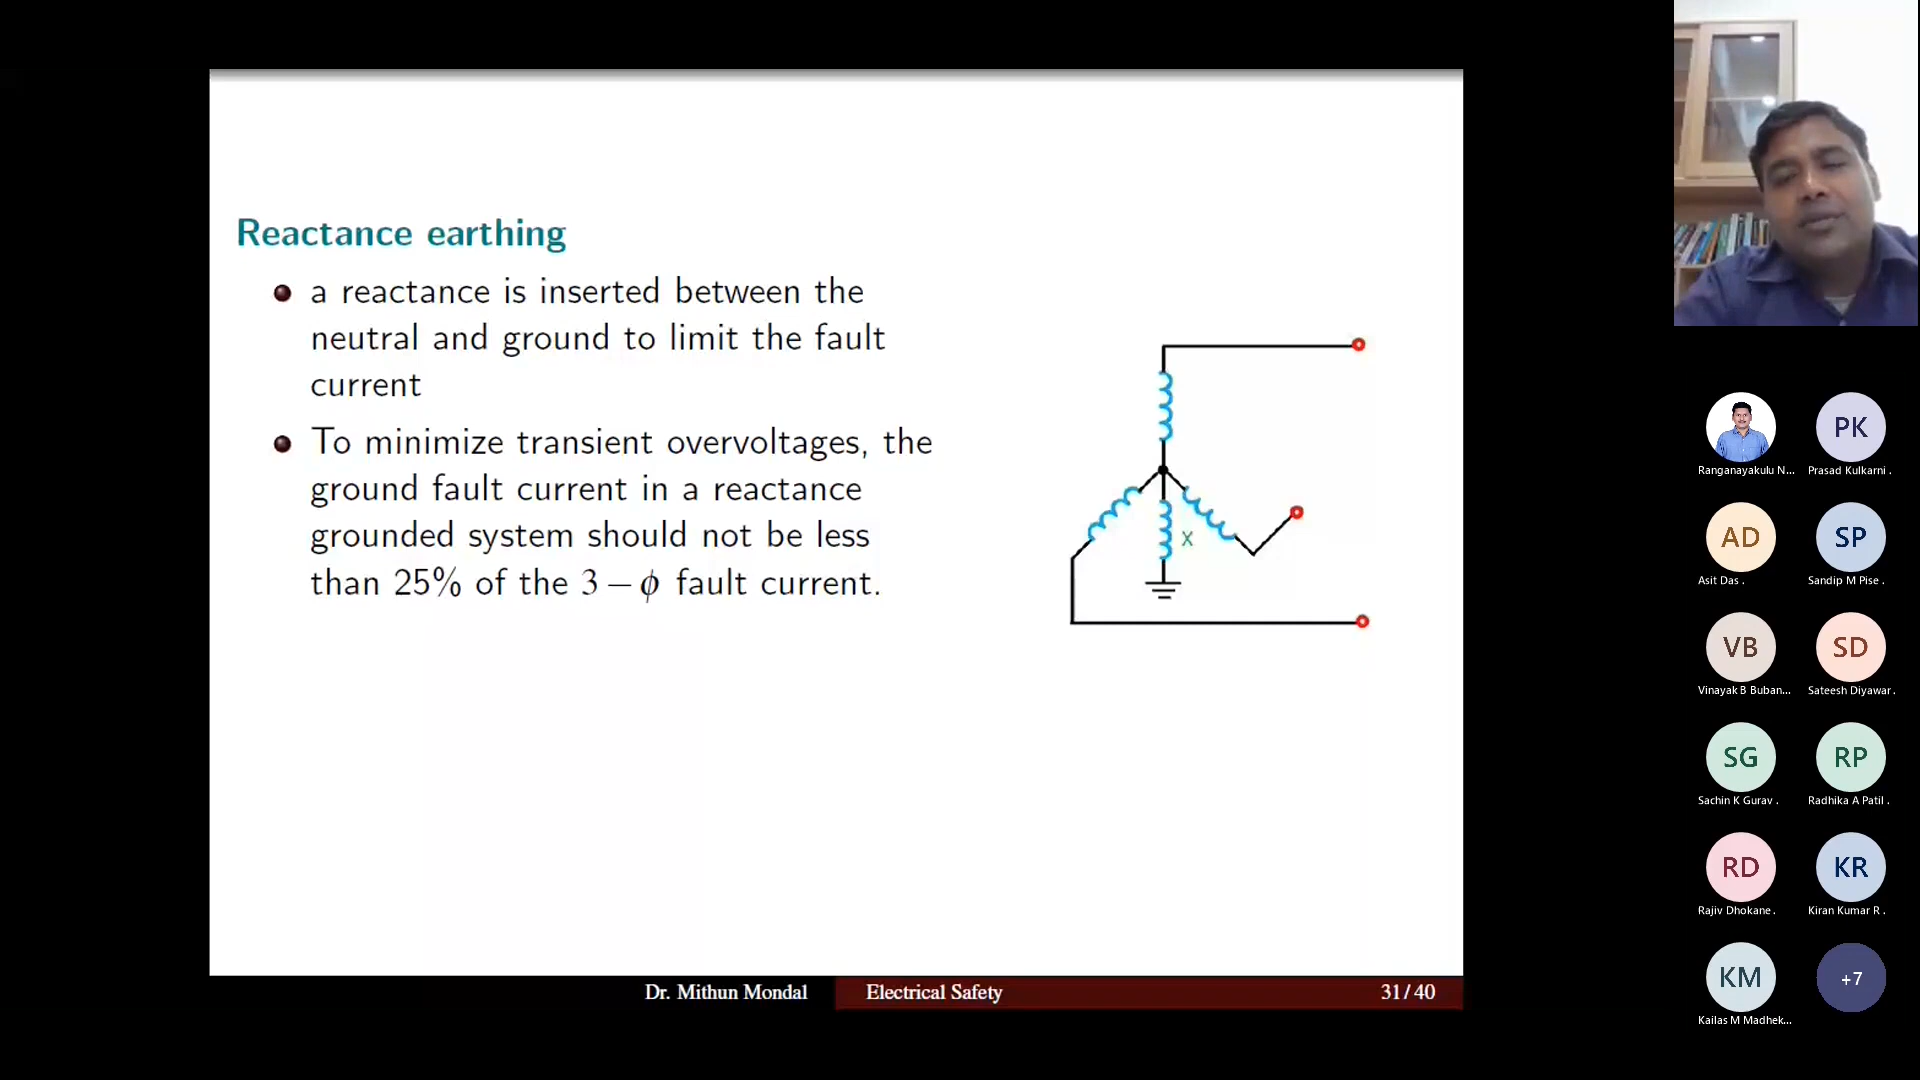 Reactance earthing
a reactance is inserted between the
neutral and ground to limit the fault
current
To minimize transient overvoltages, the
ground fault current in a reactance
grounded system should not be less
than 25% of the 3 – ϕ fault current.
X
Dr. Mithun Mondal
Electrical Safety
31/40
Ranganayakulu N...
PK
Prasad Kulkarni .
AD
Asit Das .
SP
Sandip M Pise .
VB
Vinayak B Buban...
SD
Sateesh Diyawar .
SG
Sachin K Gurav .
RP
Radhika A Patil .
RD
Rajiv Dhokane .
KR
Kiran Kumar R .
KM
Kailas M Madhek...
+7